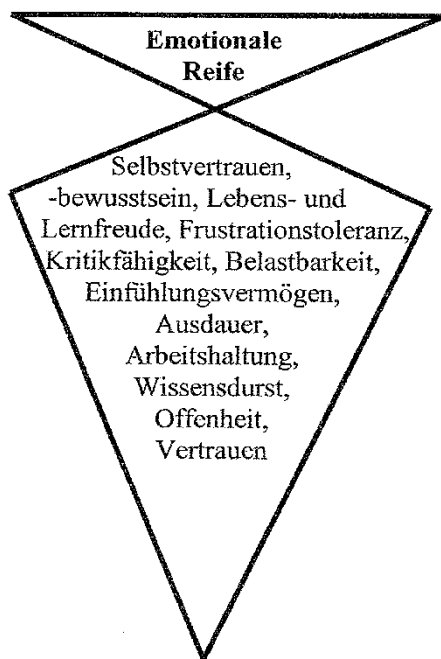 Emotionale
Reife
Selbstvertrauen,
-bewusstsein, Lebens- und
Lernfreude, Frustrationstoleranz,
Kritikfähigkeit, Belastbarkeit,
Einfühlungsvermögen,
Ausdauer,
Arbeitshaltung,
Wissensdurst,
Offenheit,
Vertrauen